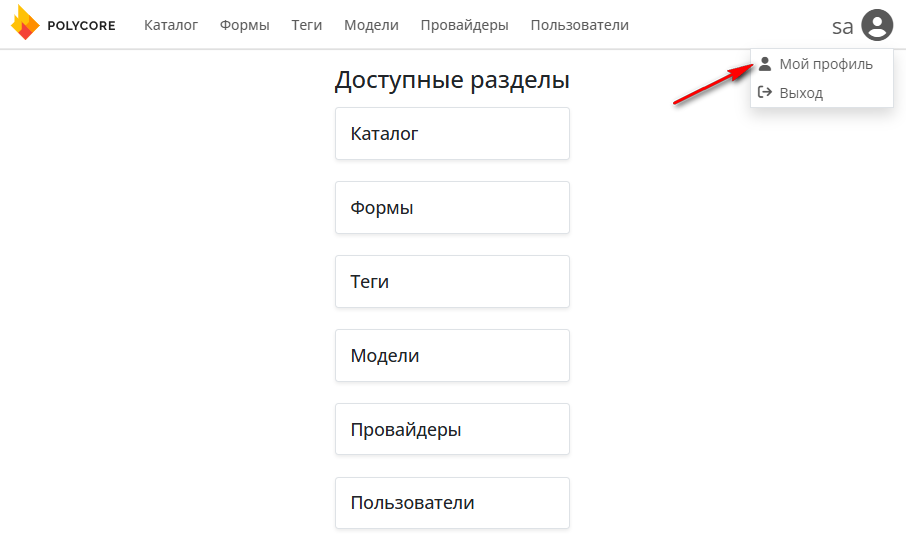 POLYCORE Каталог Формы Теги Модели Провайдеры Пользователи sa
Мой профиль
Выход
Доступные разделы
Каталог
Формы
Теги
Модели
Провайдеры
Пользователи